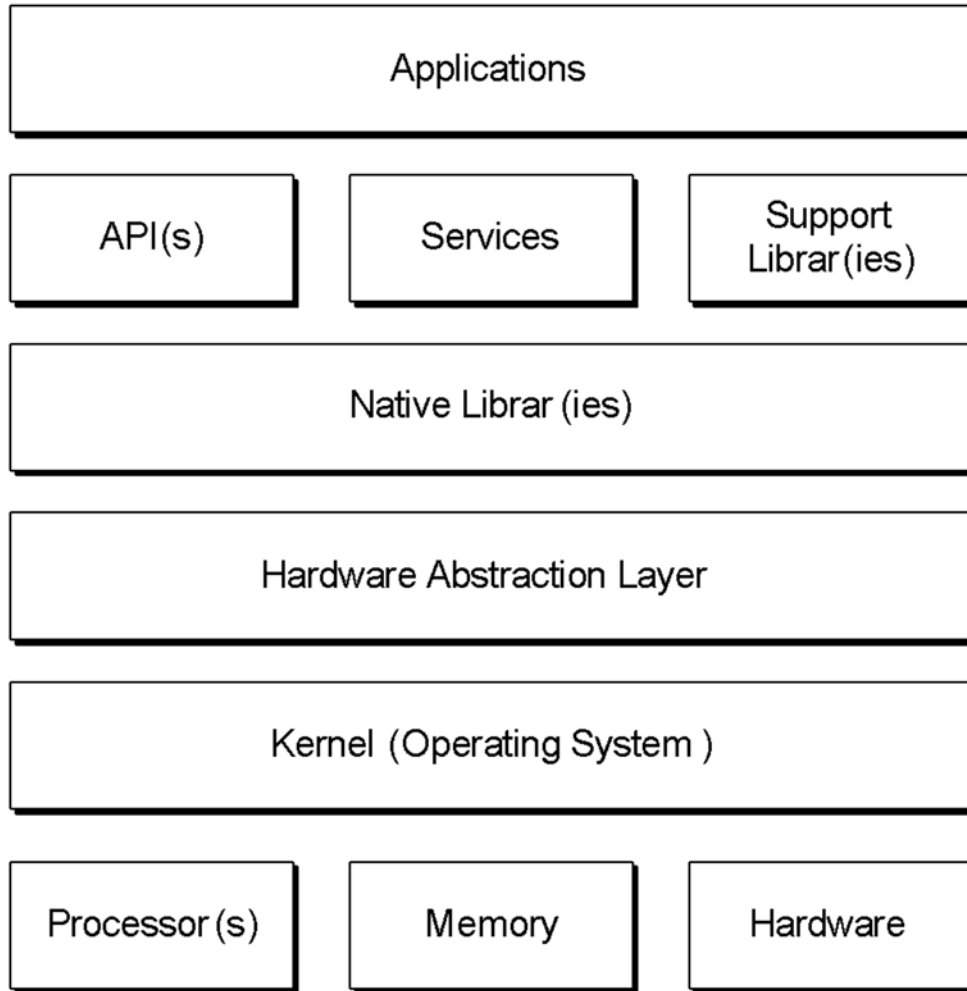 Applications
API(s)
Services
Support
Librar(ies)
Native Librar(ies)
Hardware Abstraction Layer
Kernel (Operating System )
Processor(s)
Memory
Hardware